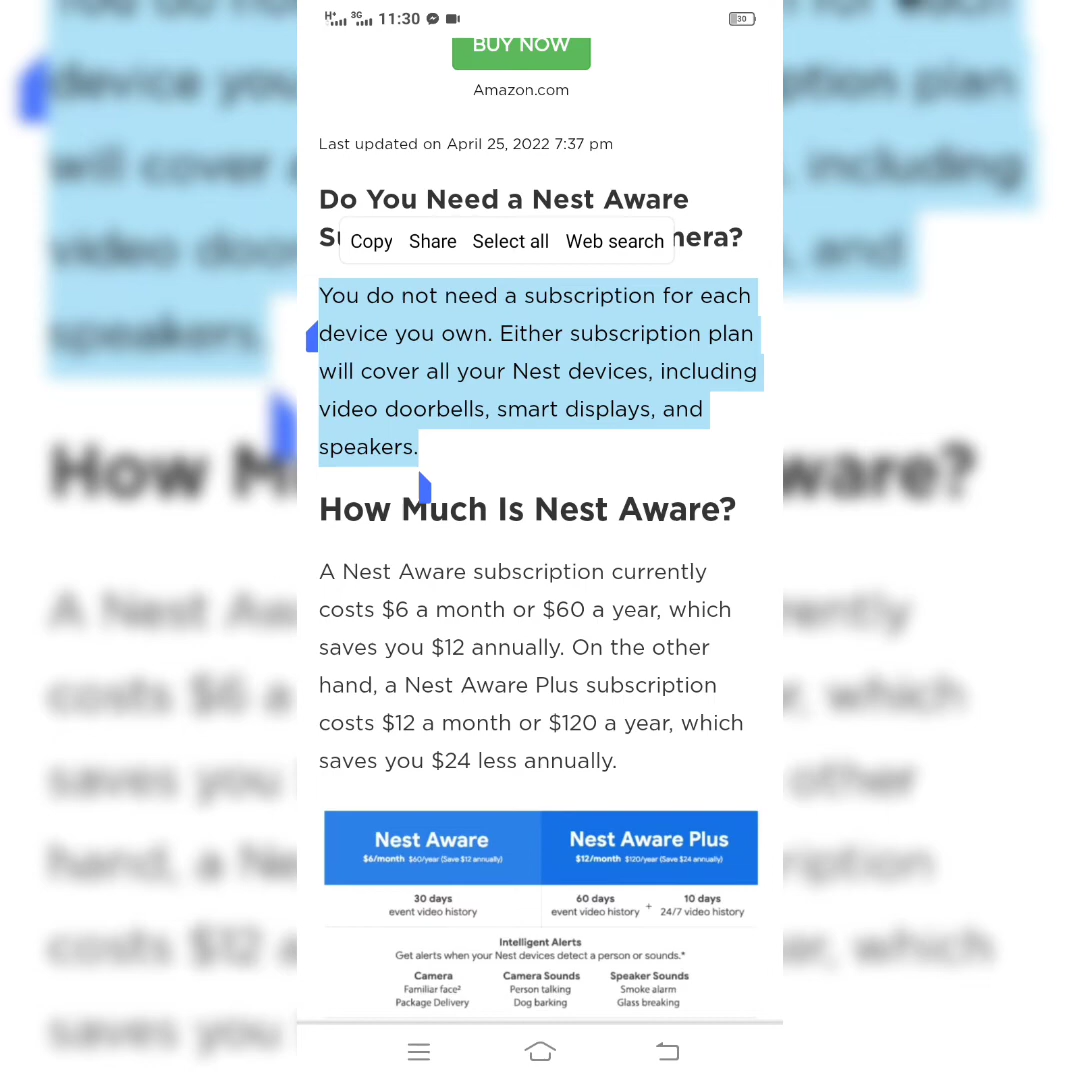 H+ 3G 11:30 30
BUY NOW
Amazon.com
Last updated on April 25, 2022 7:37 pm
Do You Need a Nest Aware
Copy Share Select all Web search nera?
You do not need a subscription for each
device you own. Either subscription plan
will cover all your Nest devices, including
video doorbells, smart displays, and
speakers.
How Much Is Nest Aware?
A Nest Aware subscription currently
costs $6 a month or $60 a year, which
saves you $12 annually. On the other
hand, a Nest Aware Plus subscription
costs $12 a month or $120 a year, which
saves you $24 less annually.
Nest Aware Nest Aware Plus
$6/month $60/year (Save $12 annually) $12/month $120/year (Save $24 annually)
30 days 60 days 10 days
event video history event video history + 24/7 video history
Intelligent Alerts
Get alerts when your Nest devices detect a person or sounds.*
Camera Camera Sounds Speaker Sounds
Familiar face² Person talking Smoke alarm
Package Delivery Dog barking Glass breaking